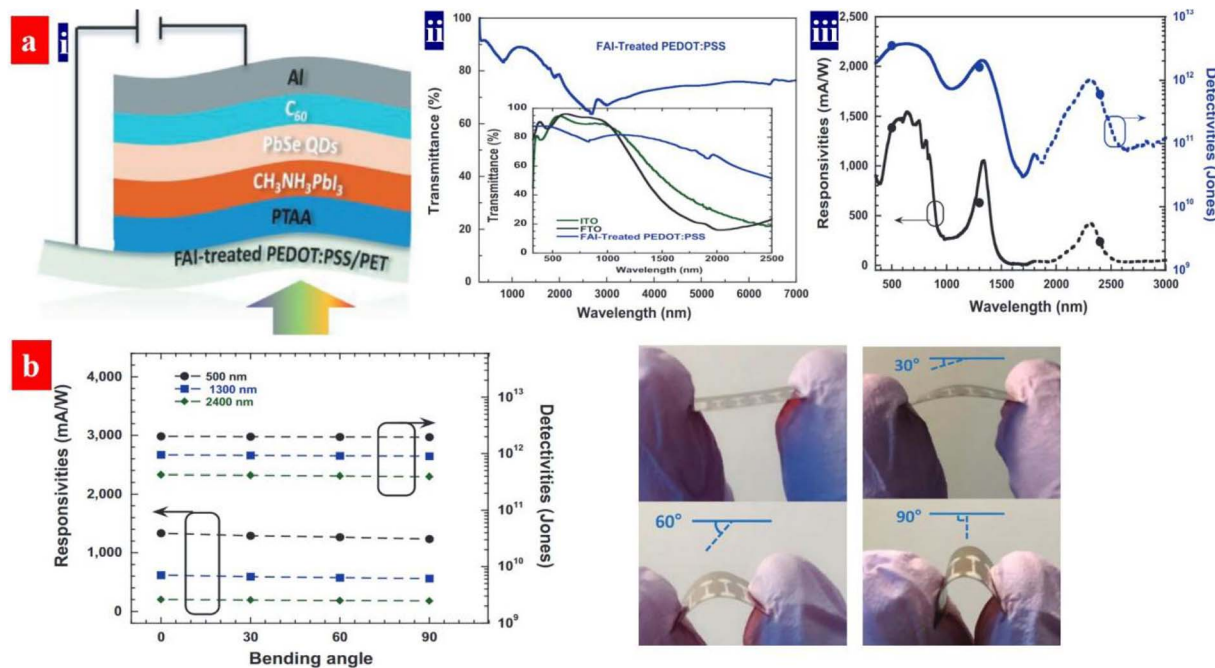 a
i
Al
C60
PbSe QDs
CH3NH3PbI3
PTAA
FAI-treated PEDOT:PSS/PET
ii
100
80
60
40
20
0
Transmittance (%)
FAI-Treated PEDOT:PSS
100
80
60
40
20
0
Transmittance (%)
ITO
FTO
FAI-Treated PEDOT:PSS
500 1000 1500 2000 2500
Wavelength (nm)
1000 2000 3000 4000 5000 6000 7000
Wavelength (nm)
iii
2,500
2,000
1,500
1,000
500
0
Responsivities (mA/W)
10^13
10^12
10^11
10^10
10^9
Detectivities (Jones)
500 1000 1500 2000 2500 3000
Wavelength (nm)
b
4,000
3,000
2,000
1,000
0
Responsivities (mA/W)
500 nm
1300 nm
2400 nm
10^13
10^12
10^11
10^10
10^9
Detectivities (Jones)
0 30 60 90
Bending angle
30°
60°
90°